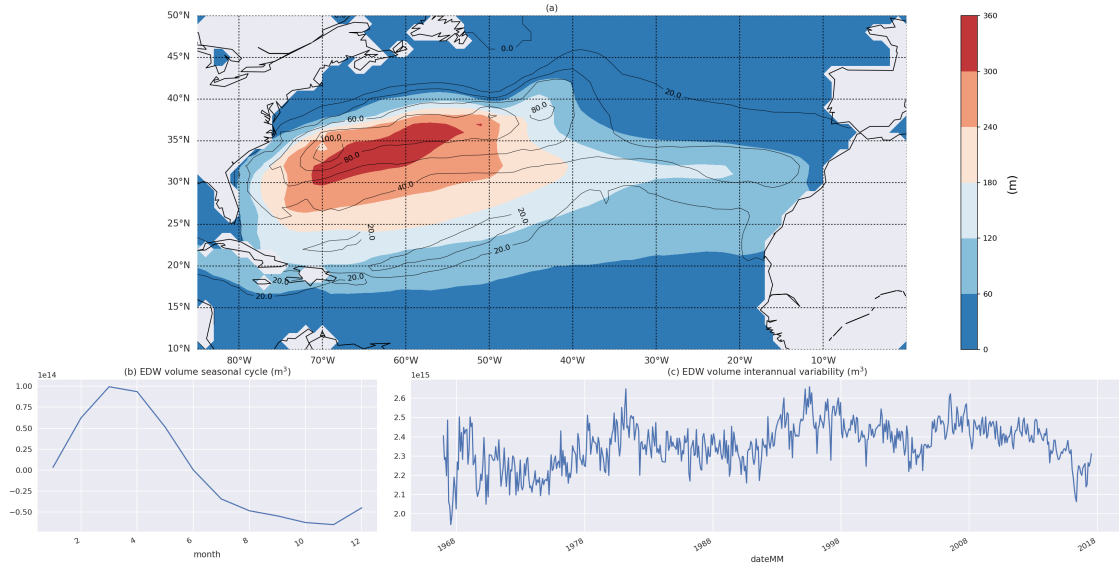 (a)
50°N
45°N
40°N
35°N
30°N
25°N
20°N
15°N
10°N
80°W
70°W
60°W
50°W
40°W
30°W
20°W
10°W
0.0
20.0
80.0
60.0
100.0
80.0
40.0
20.0
20.0
20.0
20.0
20.0
20.0
360
300
240
180
120
60
0
(m)
(b) EDW volume seasonal cycle (m³)
1e14
1.00
0.75
0.50
0.25
0.00
−0.25
−0.50
2
4
6
8
10
12
month
(c) EDW volume interannual variability (m³)
1e15
2.6
2.5
2.4
2.3
2.2
2.1
2.0
1968
1978
1988
1998
2008
2018
dateMM